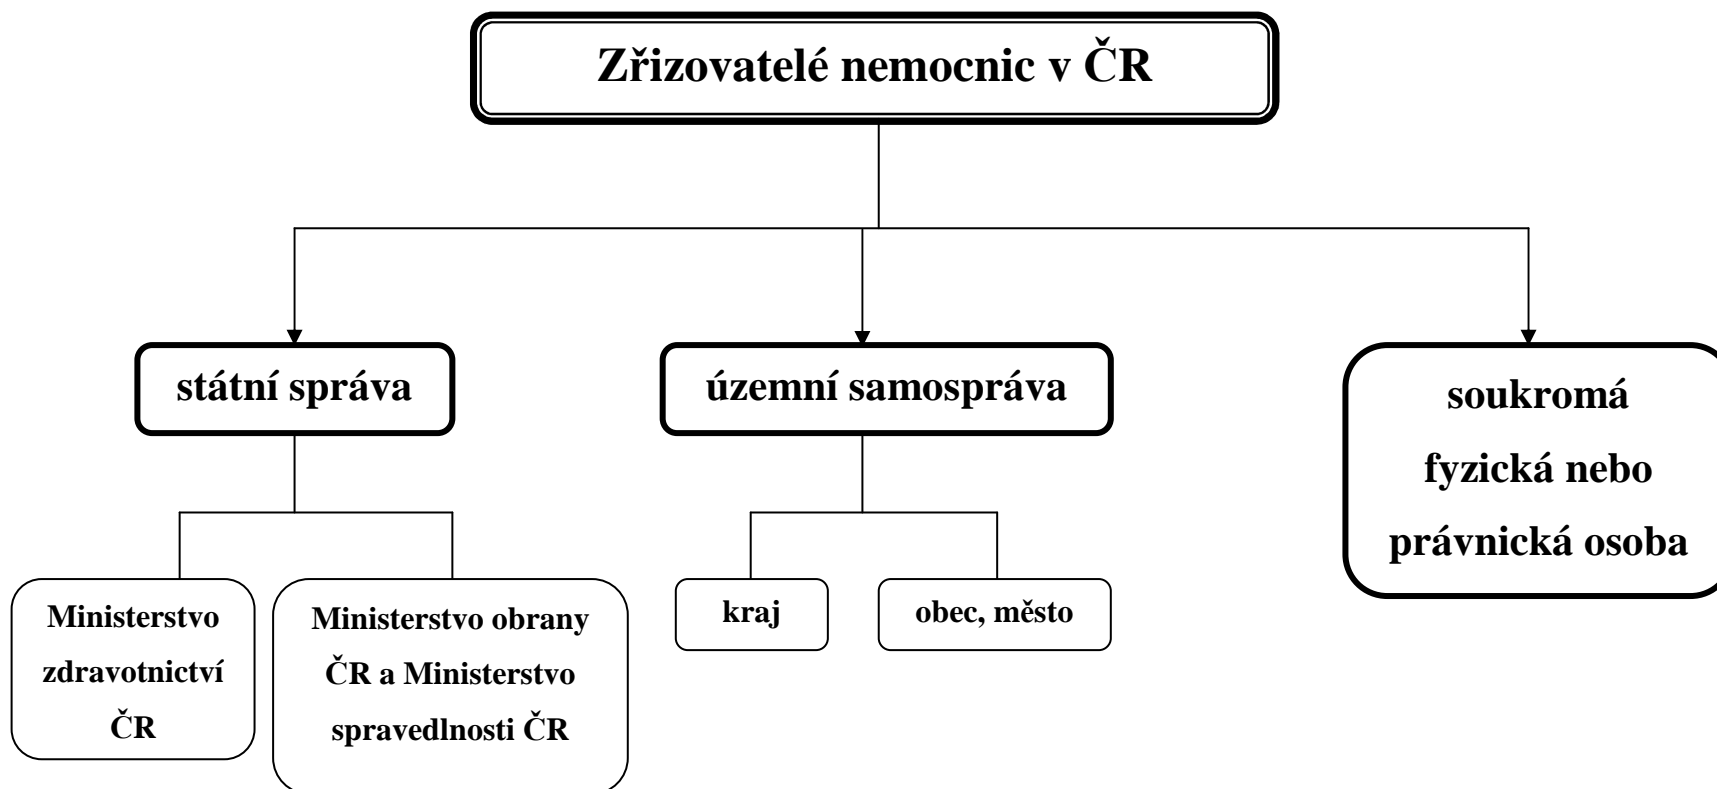 Zřizovatelé nemocnic v ČR
státní správa
územní samospráva
soukromá
fyzická nebo
právnická osoba
Ministerstvo
zdravotnictví
ČR
Ministerstvo obrany
ČR a Ministerstvo
spravedlnosti ČR
kraj
obec, město